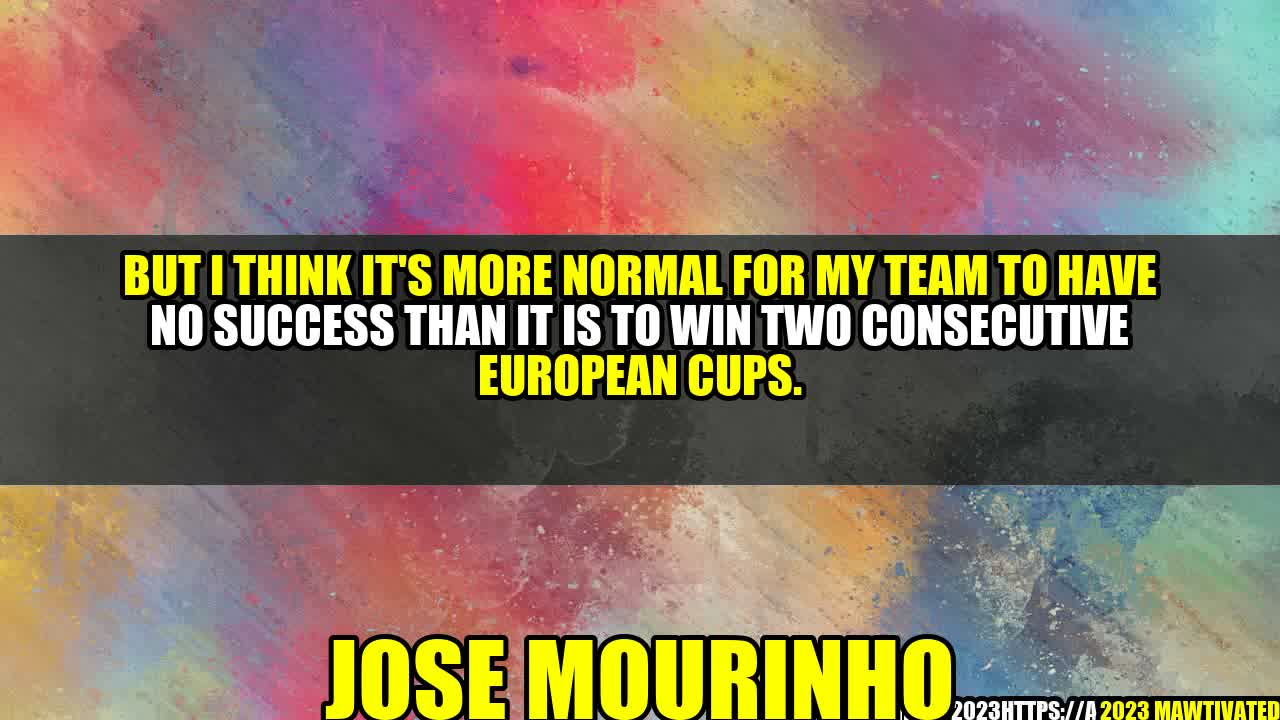 BUT I THINK IT'S MORE NORMAL FOR MY TEAM TO HAVE
NO SUCCESS THAN IT IS TO WIN TWO CONSECUTIVE
EUROPEAN CUPS.
JOSE MOURINHO
2023HTTPS://A 2023 MAWTIVATED